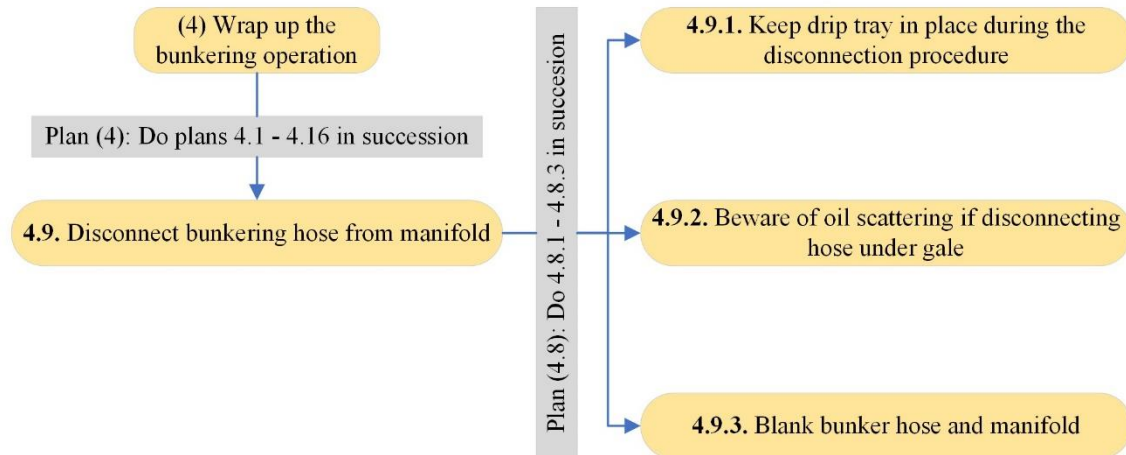 (4) Wrap up the
bunkering operation
Plan (4): Do plans 4.1 - 4.16 in succession
4.9. Disconnect bunkering hose from manifold
Plan (4.8): Do 4.8.1 - 4.8.3 in succesion
4.9.1. Keep drip tray in place during the
disconnection procedure
4.9.2. Beware of oil scattering if disconnecting
hose under gale
4.9.3. Blank bunker hose and manifold